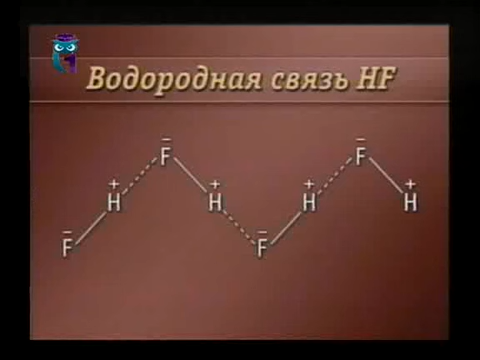 Водородная связь HF
− −
F F
+ + + +
H H H H
− −
F F